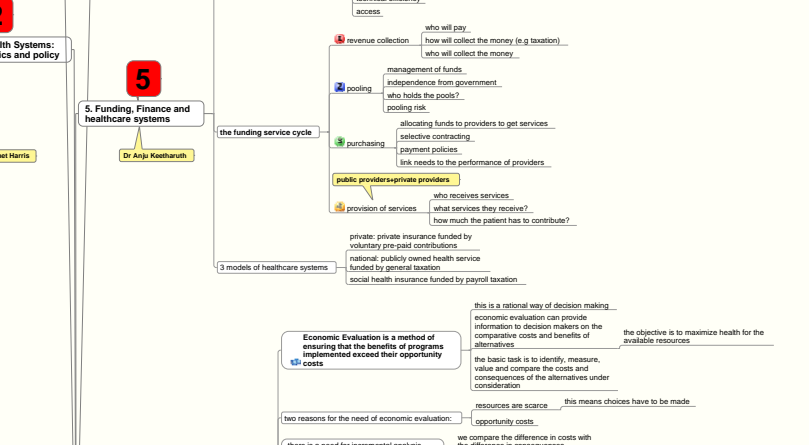 access
revenue collection
who will pay
how will collect the money (e.g taxation)
who will collect the money
pooling
management of funds
independence from government
who holds the pools?
pooling risk
5
5. Funding, Finance and
healthcare systems
lth Systems:
ics and policy
the funding service cycle
purchasing
allocating funds to providers to get services
selective contracting
payment policies
link needs to the performance of providers
Dr Anju Keetharuth
et Harris
public providers+private providers
provision of services
who receives services
what services they receive?
how much the patient has to contribute?
3 models of healthcare systems
private: private insurance funded by
voluntary pre-paid contributions
national: publicly owned health service
funded by general taxation
social health insurance funded by payroll taxation
Economic Evaluation is a method of
ensuring that the benefits of programs
implemented exceed their opportunity
costs
this is a rational way of decision making
economic evaluation can provide
information to decision makers on the
comparative costs and benefits of
alternatives
the objective is to maximize health for the
available resources
the basic task is to identify, measure,
value and compare the costs and
consequences of the alternatives under
consideration
two reasons for the need of economic evaluation:
resources are scarce
this means choices have to be made
opportunity costs
we compare the difference in costs with